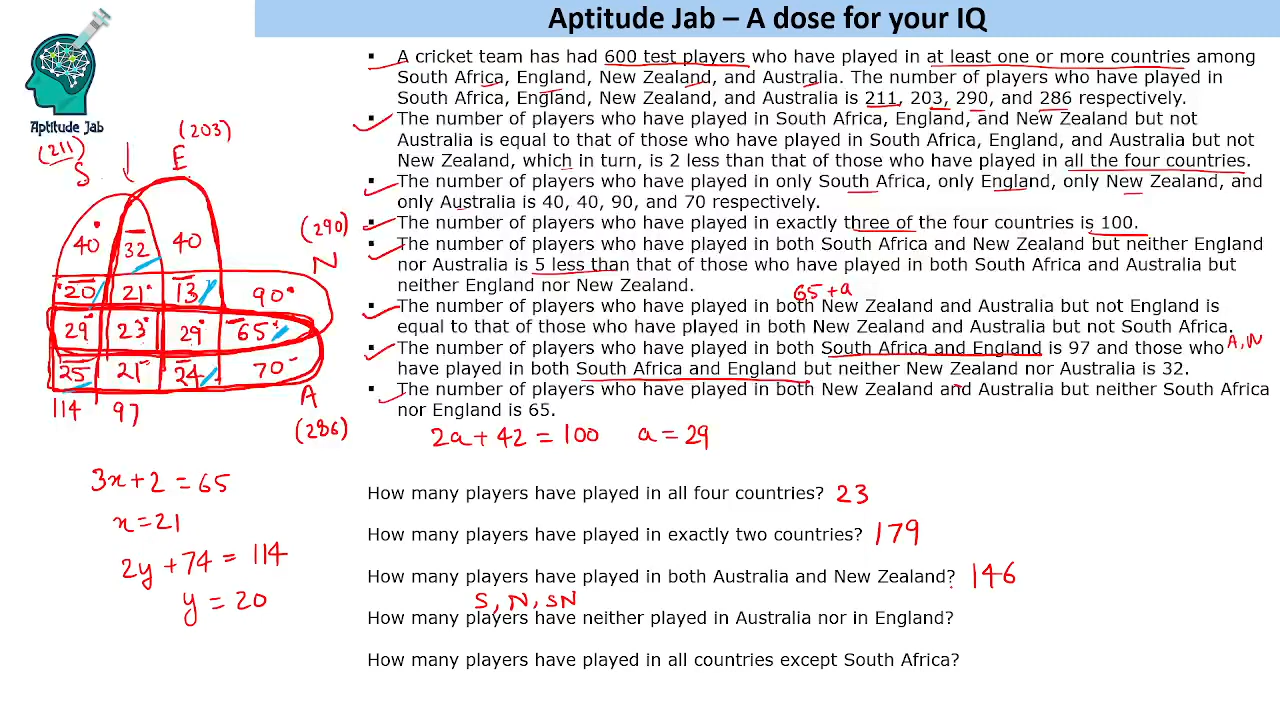 Aptitude Jab – A dose for your IQ
Aptitude Jab
▪ A cricket team has had 600 test players who have played in at least one or more countries among
South Africa, England, New Zealand, and Australia. The number of players who have played in
South Africa, England, New Zealand, and Australia is 211, 203, 290, and 286 respectively.
▪ The number of players who have played in South Africa, England, and New Zealand but not
Australia is equal to that of those who have played in South Africa, England, and Australia but not
New Zealand, which in turn, is 2 less than that of those who have played in all the four countries.
▪ The number of players who have played in only South Africa, only England, only New Zealand, and
only Australia is 40, 40, 90, and 70 respectively.
▪ The number of players who have played in exactly three of the four countries is 100.
▪ The number of players who have played in both South Africa and New Zealand but neither England
nor Australia is 5 less than that of those who have played in both South Africa and Australia but
neither England nor New Zealand.
65+a
▪ The number of players who have played in both New Zealand and Australia but not England is
equal to that of those who have played in both New Zealand and Australia but not South Africa.
▪ The number of players who have played in both South Africa and England is 97 and those who A,N
have played in both South Africa and England but neither New Zealand nor Australia is 32.
▪ The number of players who have played in both New Zealand and Australia but neither South Africa
nor England is 65.
2a+42=100 a=29
How many players have played in all four countries? 23
How many players have played in exactly two countries? 179
How many players have played in both Australia and New Zealand? 146
S, N, SN
How many players have neither played in Australia nor in England?
How many players have played in all countries except South Africa?
(203)
(211) E
S
(290)
40 32 40 N
20 21 13 90
29 23 29 65
25 21 24 70
A
114 97
(286)
3x+2=65
x=21
2y+74=114
y=20